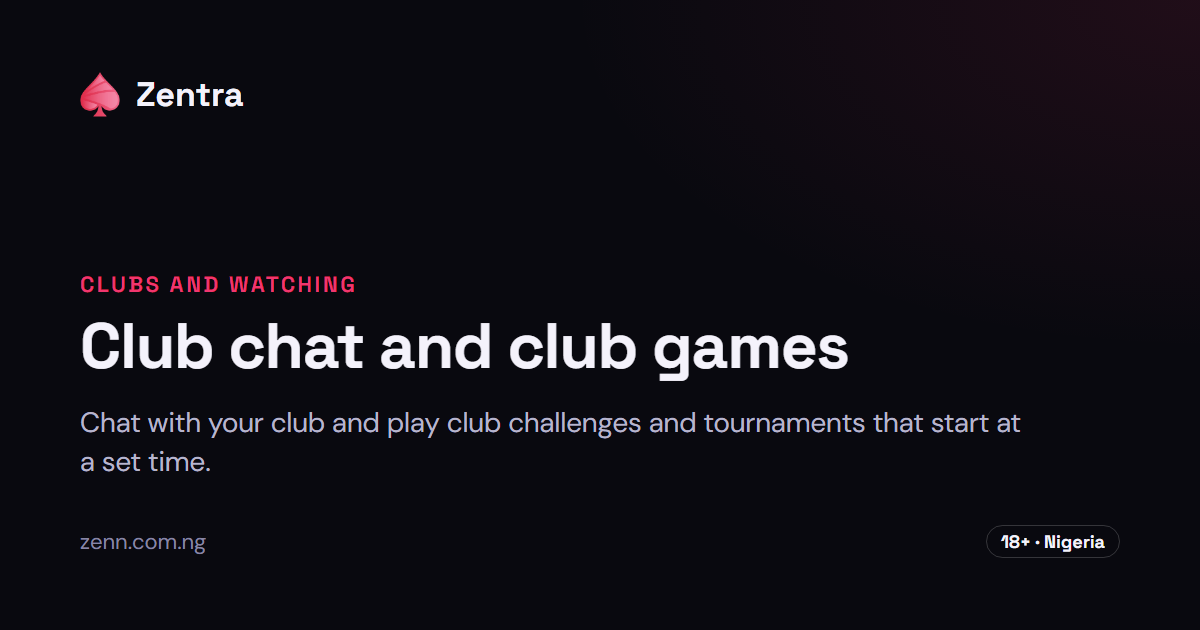 Zentra
CLUBS AND WATCHING
Club chat and club games
Chat with your club and play club challenges and tournaments that start at
a set time.
zenn.com.ng
18+ · Nigeria